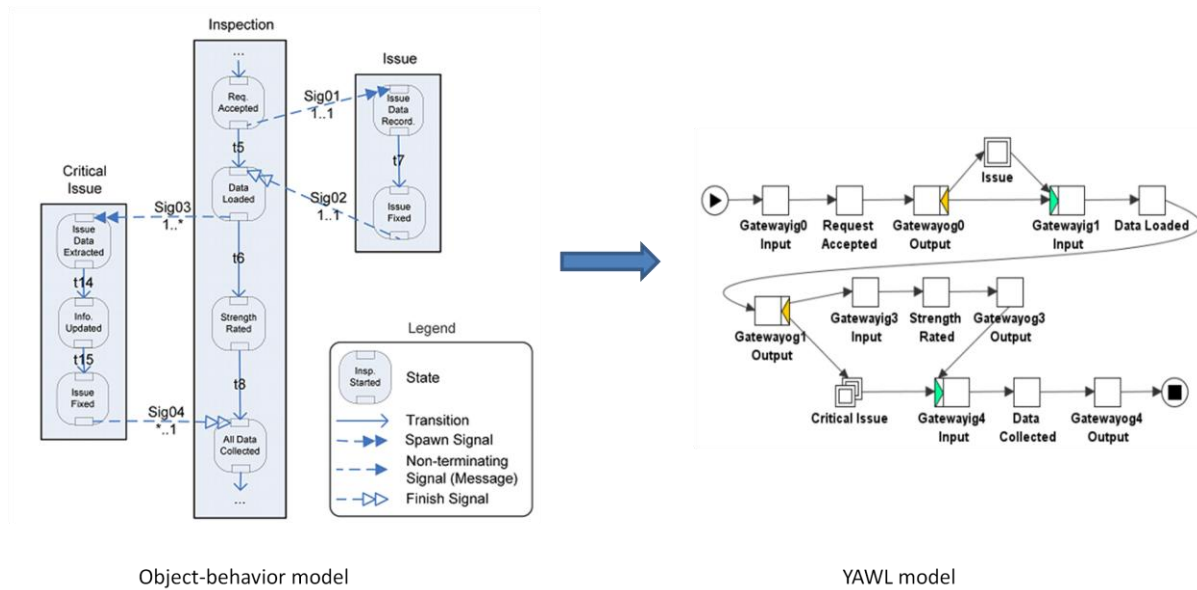 Inspection
...
Req.
Accepted
t5
Data
Loaded
t6
Strength
Rated
t8
All Data
Collected
...
Issue
Sig01
1..1
Issue
Data
Record.
t7
Sig02
1..1
Issue
Fixed
Critical
Issue
Sig03
1..*
Issue
Data
Extracted
t14
Info.
Updated
t15
Issue
Fixed
Sig04
*..1
Legend
Insp.
Started
State
Transition
Spawn Signal
Non-terminating
Signal (Message)
Finish Signal
Issue
Gatewayig0
Input
Request
Accepted
Gatewayog0
Output
Gatewayig1
Input
Data Loaded
Gatewayog1
Output
Gatewayig3
Input
Strength
Rated
Gatewayog3
Output
Critical Issue
Gatewayig4
Input
Data
Collected
Gatewayog4
Output
Object-behavior model
YAWL model